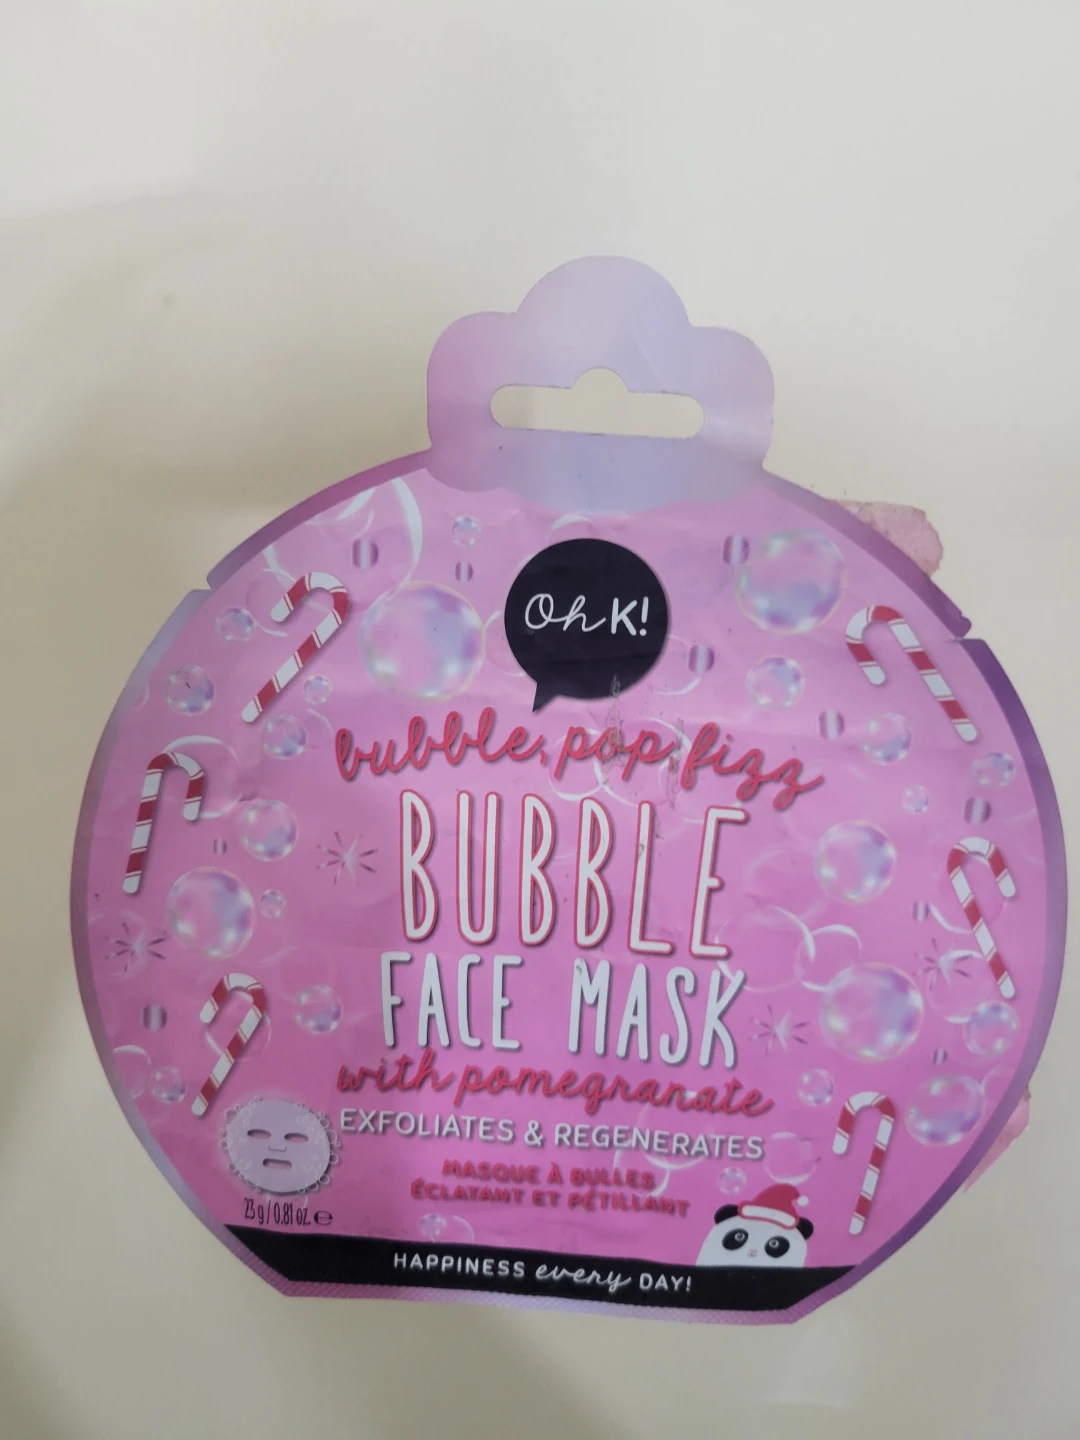 Oh K!
bubble, pop, fizz
BUBBLE
FACE MASK
with pomegranate
EXFOLIATES & REGENERATES
MASQUE À BULLES
ÉCLATANT ET PÉTILLANT
23 g / 0.81 oz. ℮
HAPPINESS every DAY!